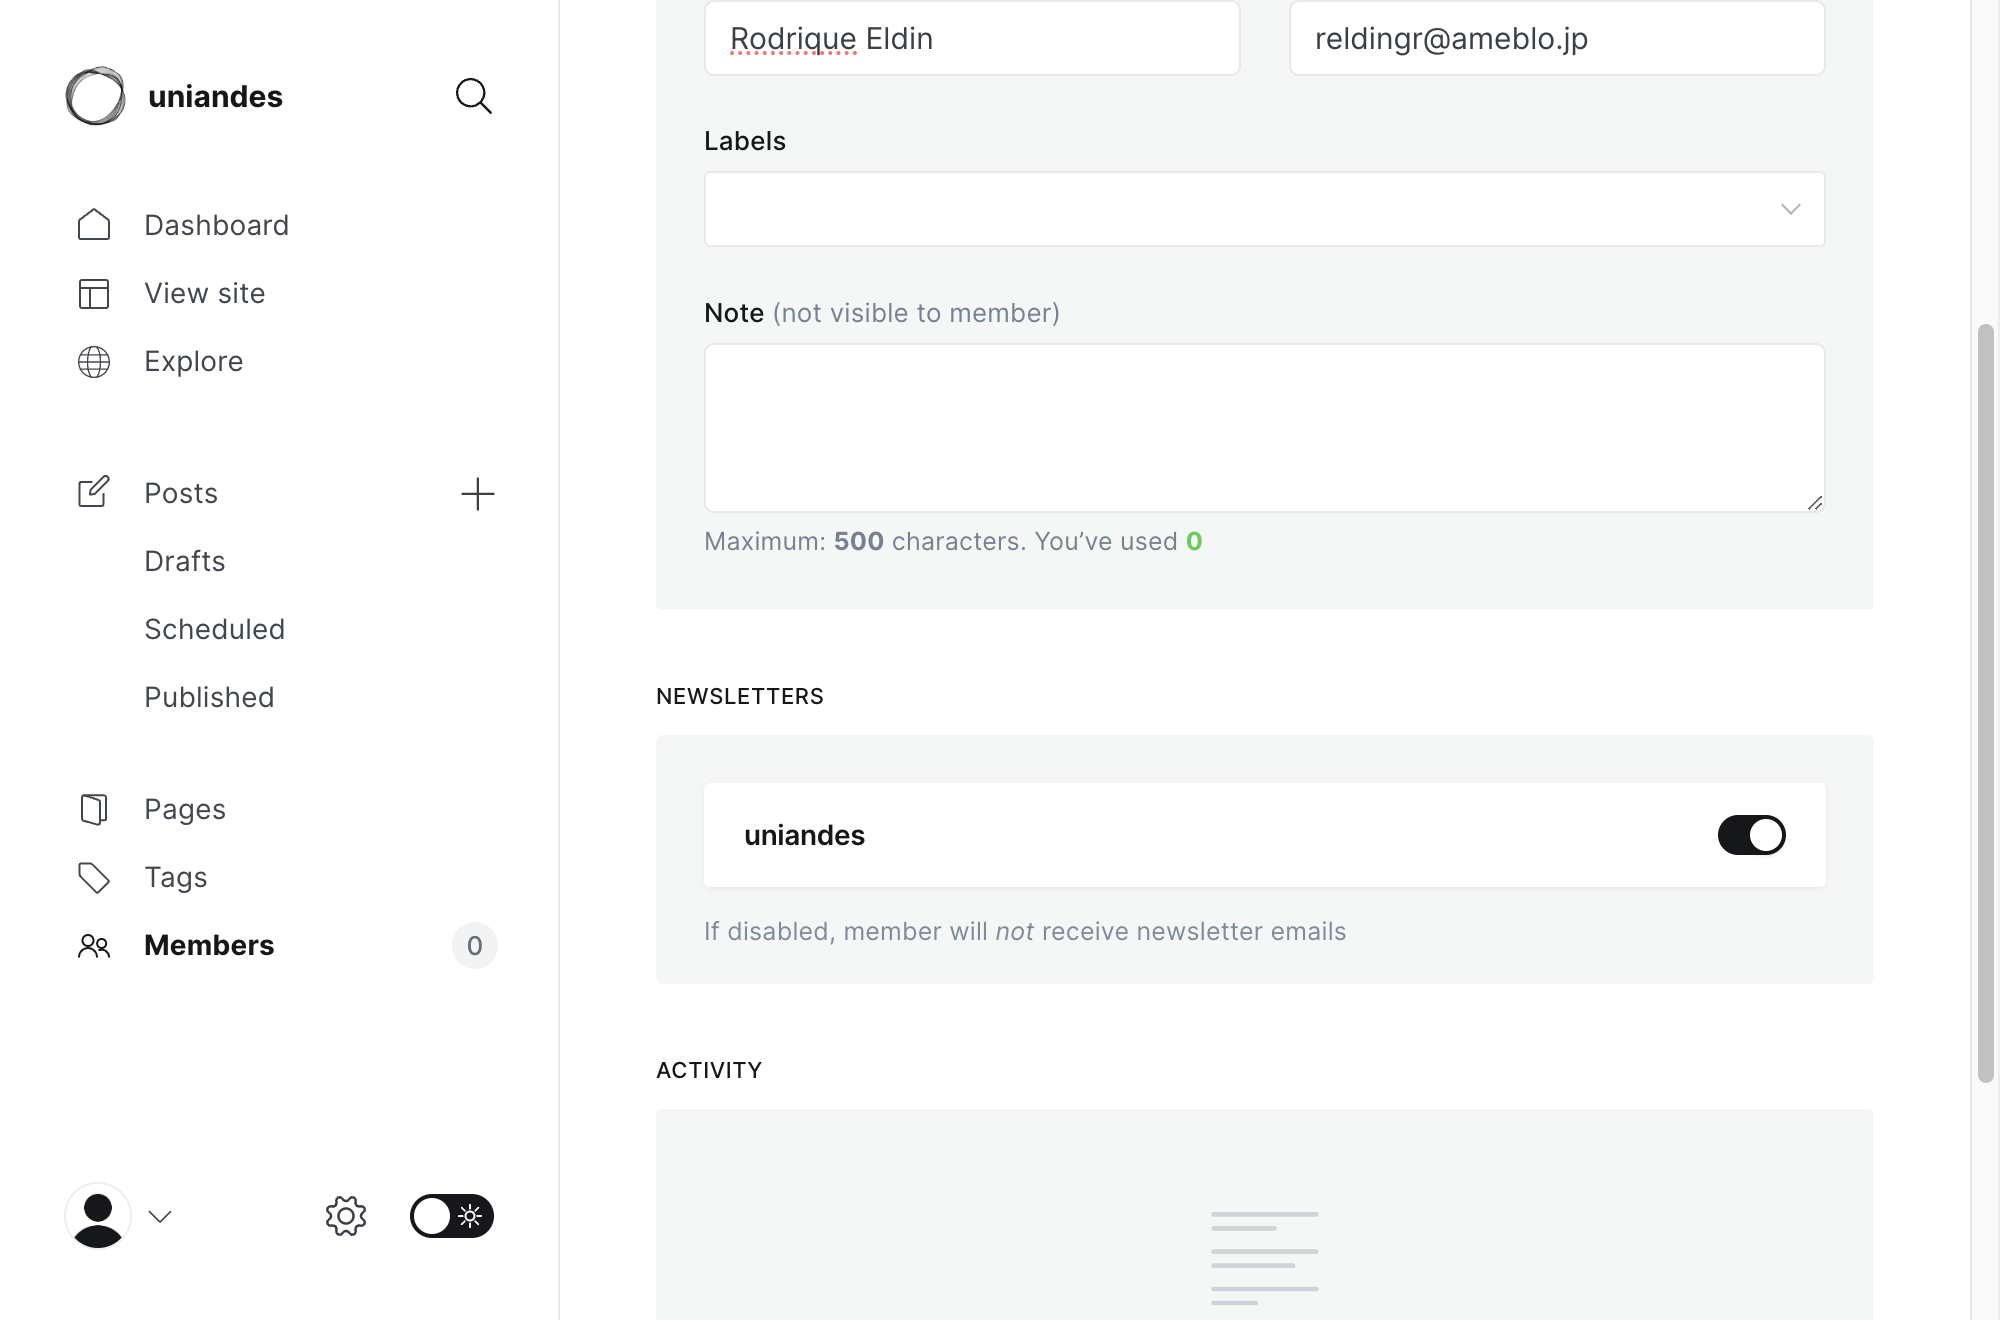 uniandes
Dashboard
View site
Explore
Posts
Drafts
Scheduled
Published
Pages
Tags
Members 0
Rodrique Eldin reldingr@ameblo.jp
Labels
Note (not visible to member)
Maximum: 500 characters. You’ve used 0
NEWSLETTERS
uniandes
If disabled, member will not receive newsletter emails
ACTIVITY